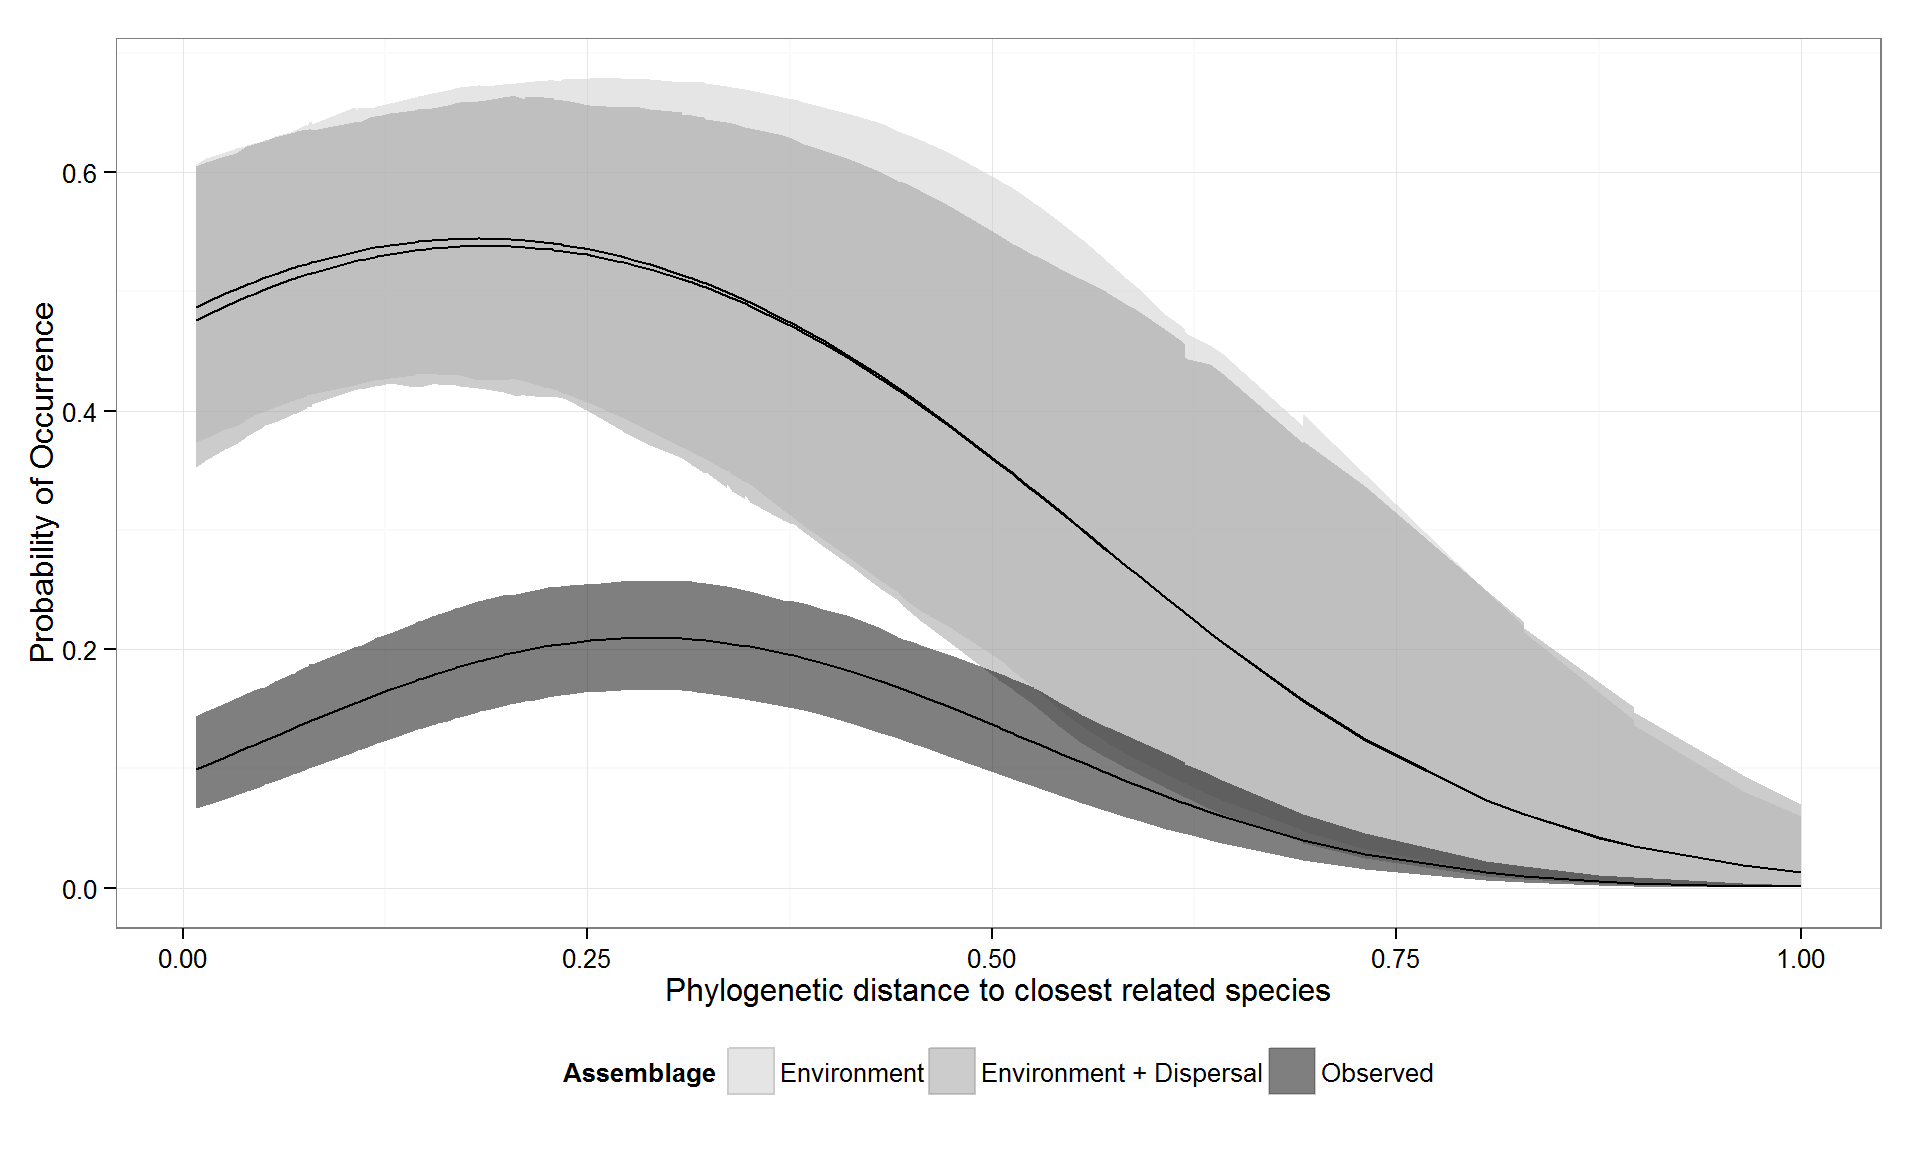 Probability of Occurrence
0.6
0.4
0.2
0.0
0.00 0.25 0.50 0.75 1.00
Phylogenetic distance to closest related species
Assemblage Environment Environment + Dispersal Observed